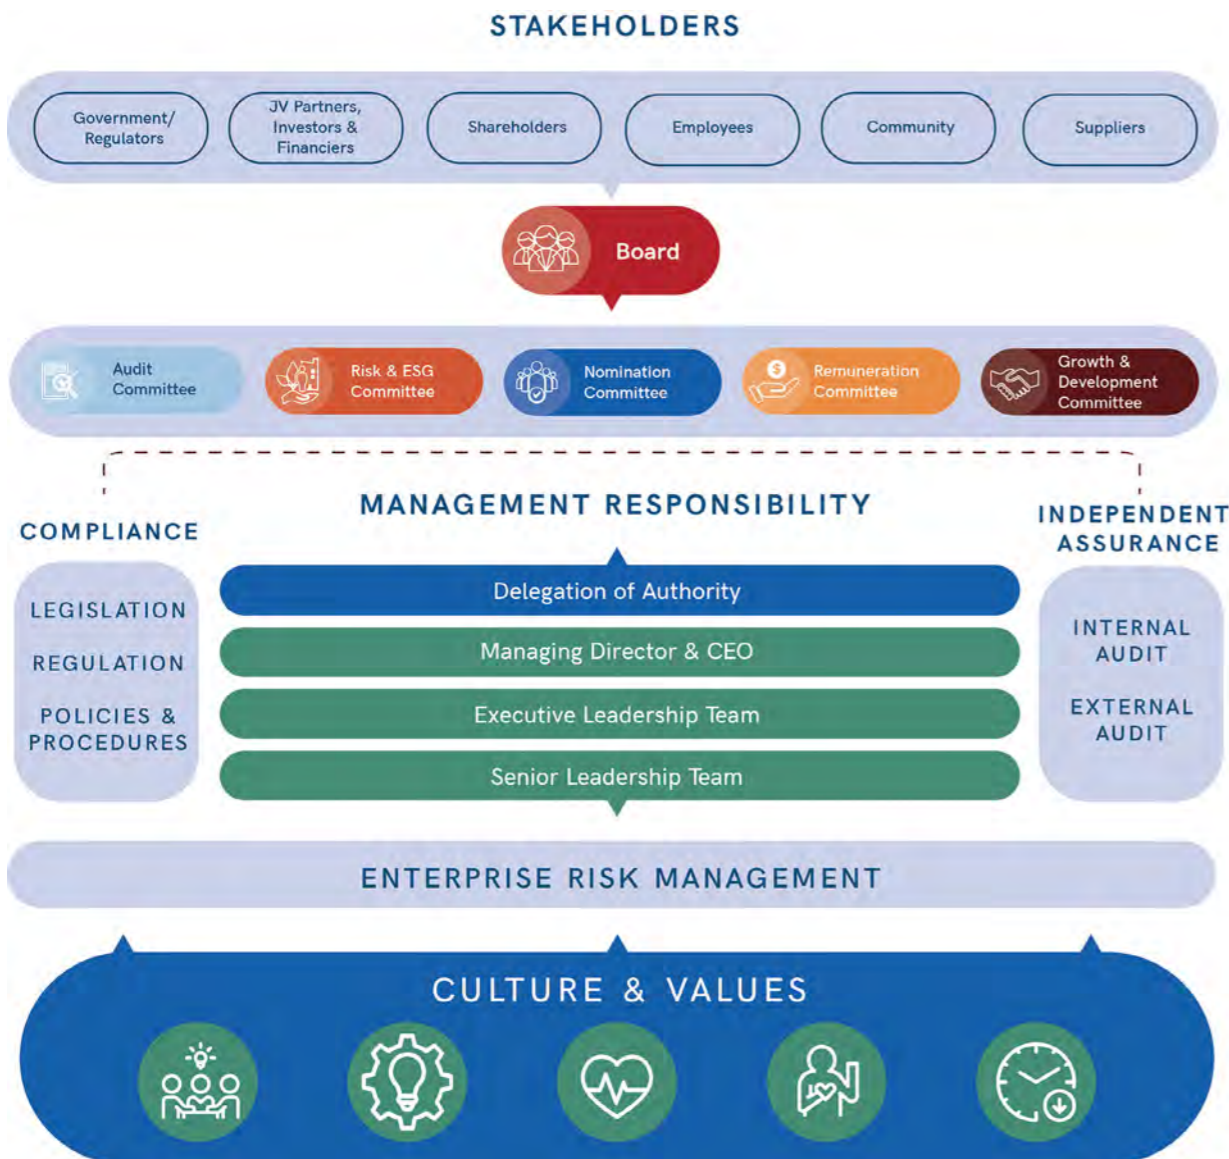 STAKEHOLDERS
Government/
Regulators
JV Partners,
Investors &
Financiers
Shareholders
Employees
Community
Suppliers
Board
Audit
Committee
Risk & ESG
Committee
Nomination
Committee
Remuneration
Committee
Growth &
Development
Committee
MANAGEMENT RESPONSIBILITY
COMPLIANCE
LEGISLATION
REGULATION
POLICIES &
PROCEDURES
Delegation of Authority
Managing Director & CEO
Executive Leadership Team
Senior Leadership Team
INDEPENDENT
ASSURANCE
INTERNAL
AUDIT
EXTERNAL
AUDIT
ENTERPRISE RISK MANAGEMENT
CULTURE & VALUES